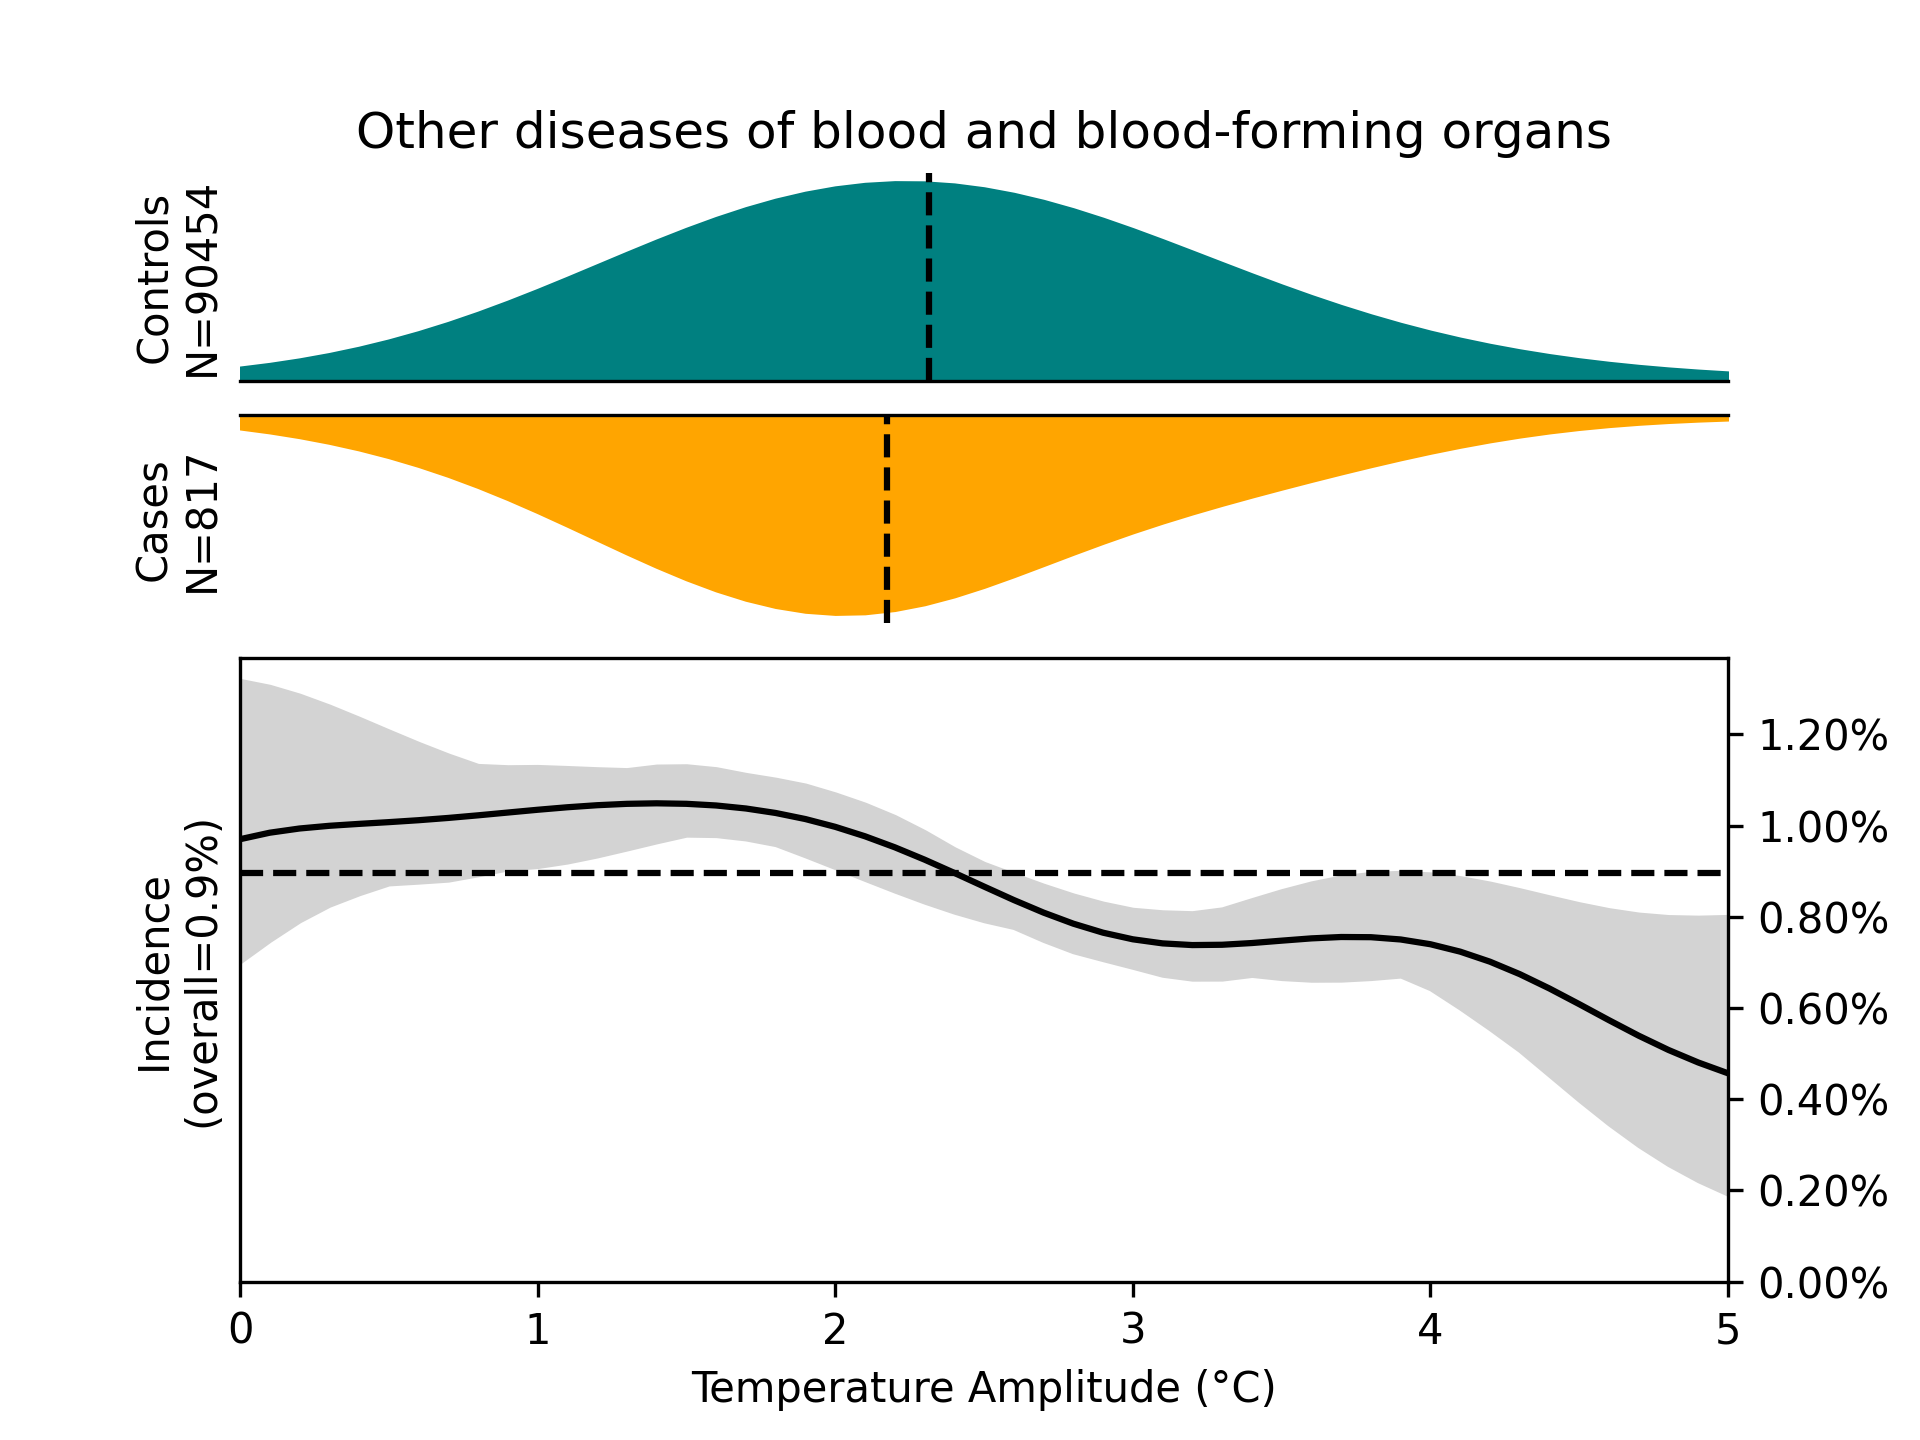 Other diseases of blood and blood-forming organs
Controls
N=90454
Cases
N=817
Incidence
(overall=0.9%)
1.20%
1.00%
0.80%
0.60%
0.40%
0.20%
0.00%
0 1 2 3 4 5
Temperature Amplitude (°C)